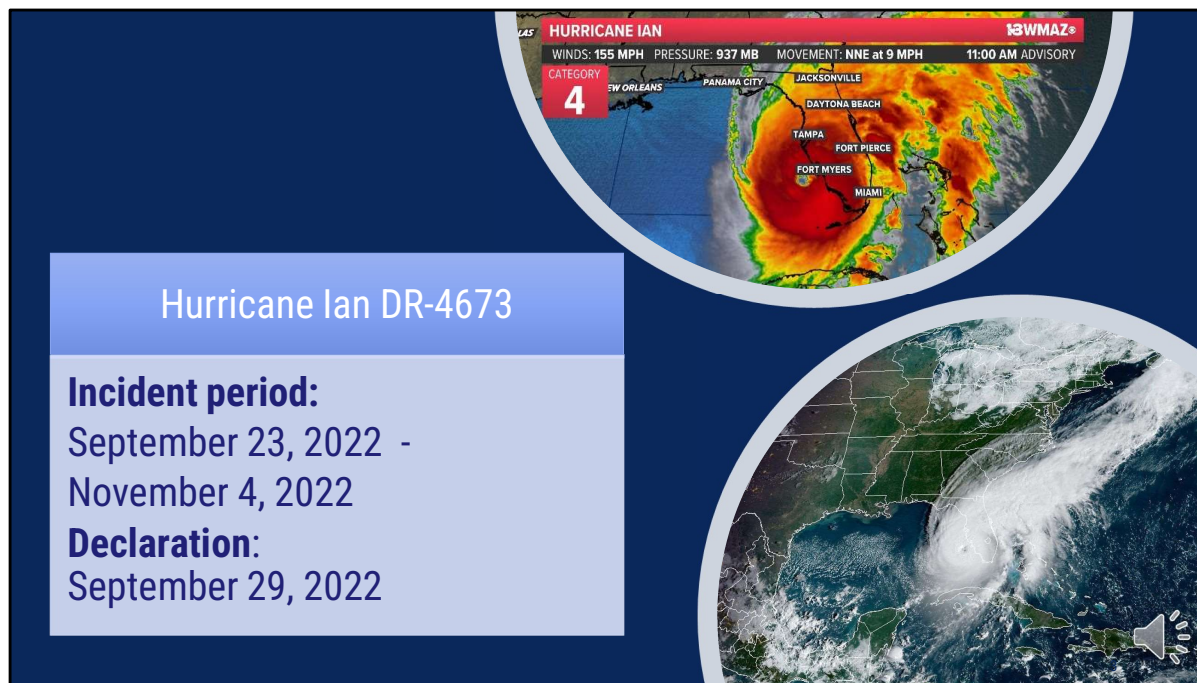 HURRICANE IAN
13WMAZ
WINDS: 155 MPH PRESSURE: 937 MB MOVEMENT: NNE at 9 MPH 11:00 AM ADVISORY
CATEGORY
4
EW ORLEANS
PANAMA CITY
JACKSONVILLE
DAYTONA BEACH
TAMPA
FORT PIERCE
FORT MYERS
MIAMI
Hurricane Ian DR-4673
Incident period:
September 23, 2022 -
November 4, 2022
Declaration:
September 29, 2022